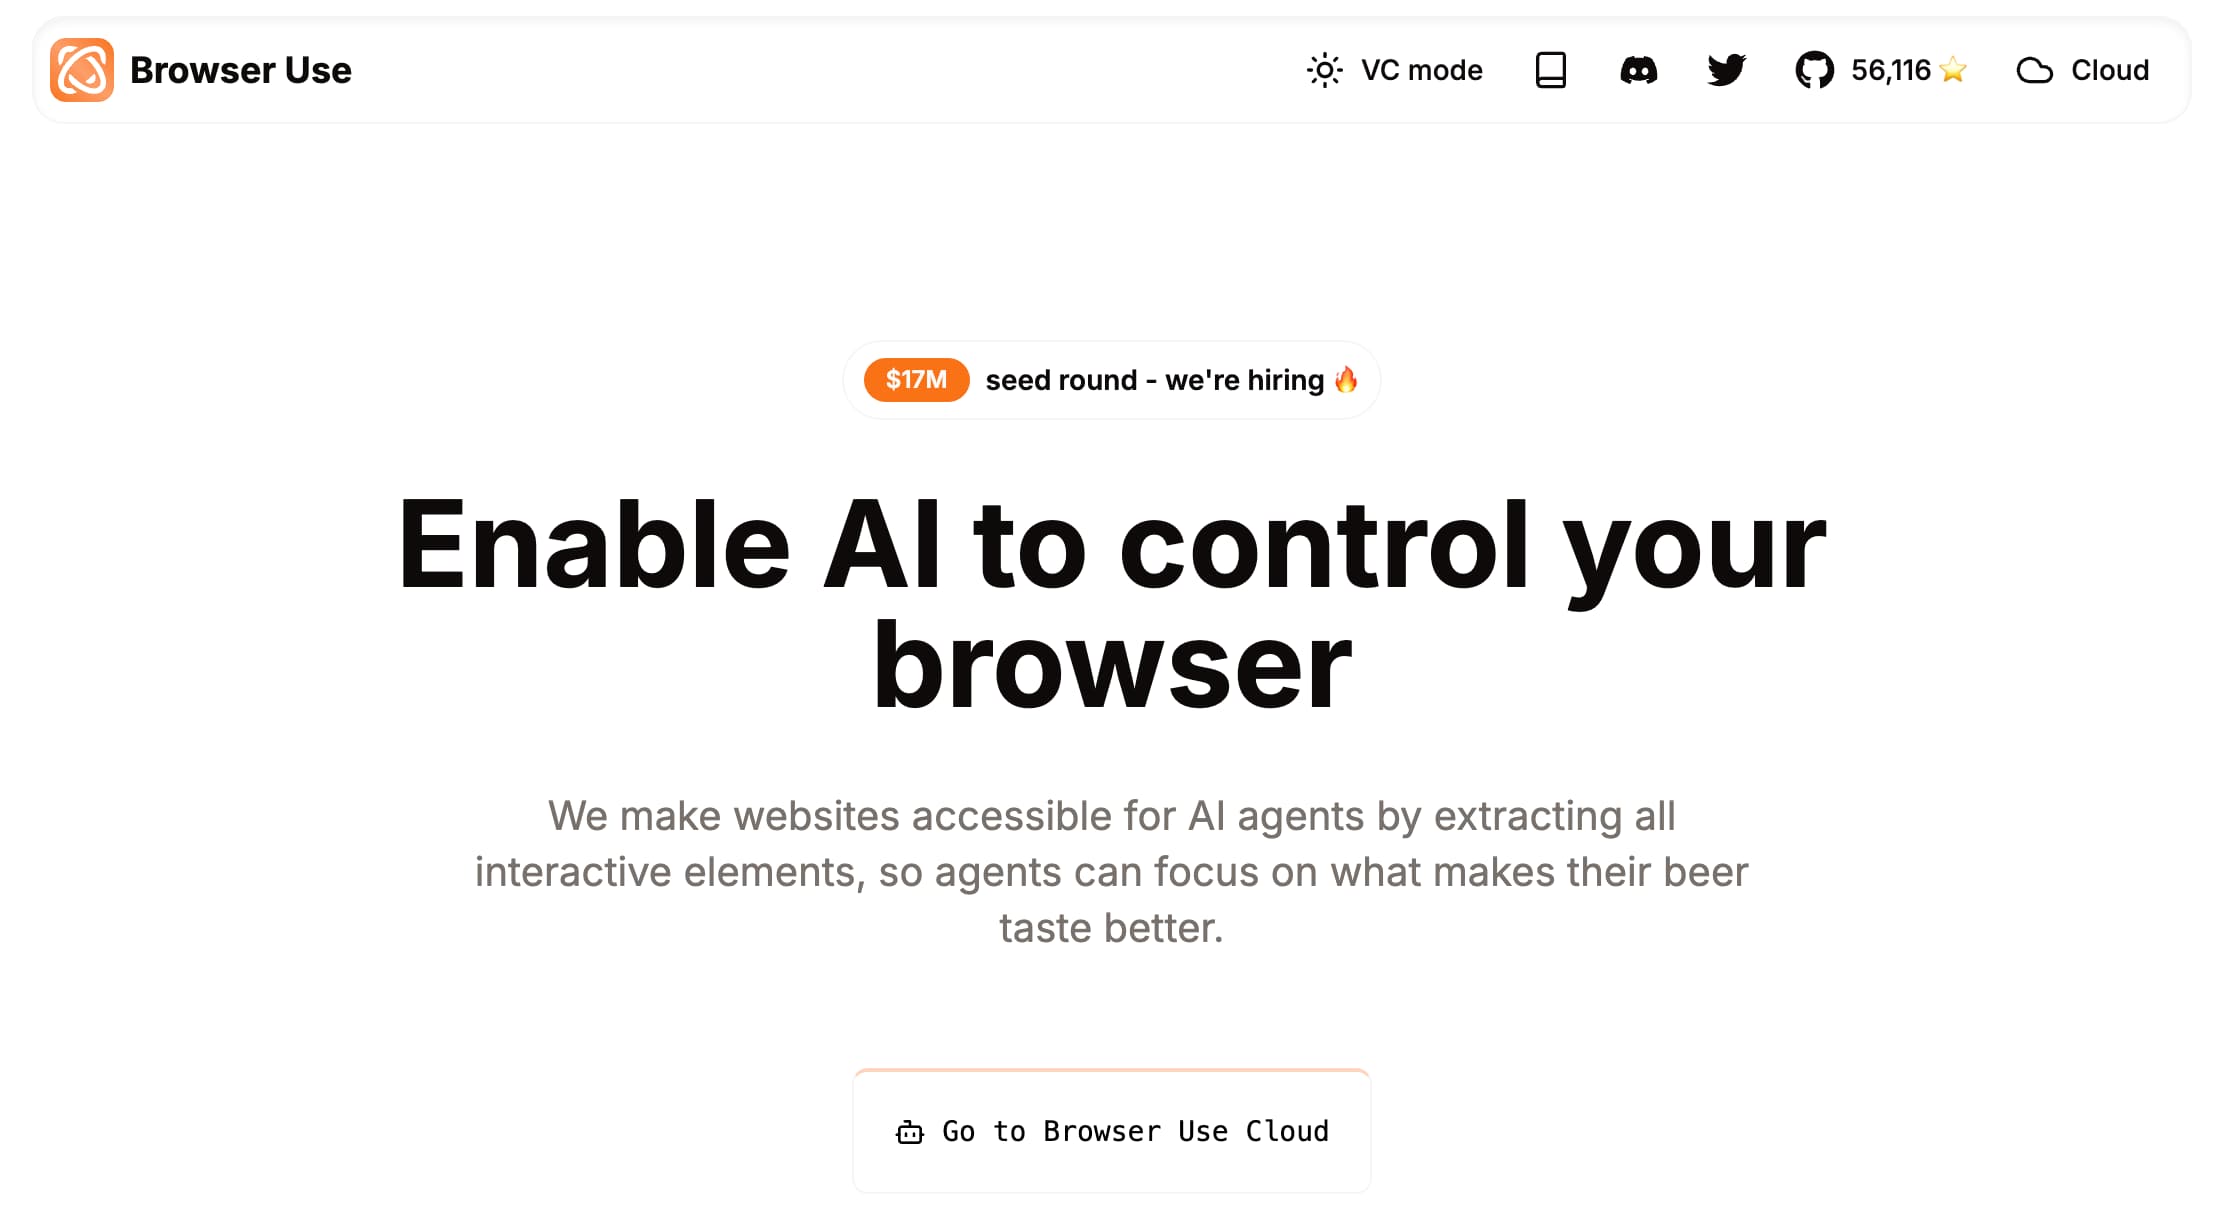 Browser Use
VC mode
56,116⭐
Cloud
$17M seed round - we're hiring 🔥
Enable AI to control your
browser
We make websites accessible for AI agents by extracting all
interactive elements, so agents can focus on what makes their beer
taste better.
Go to Browser Use Cloud